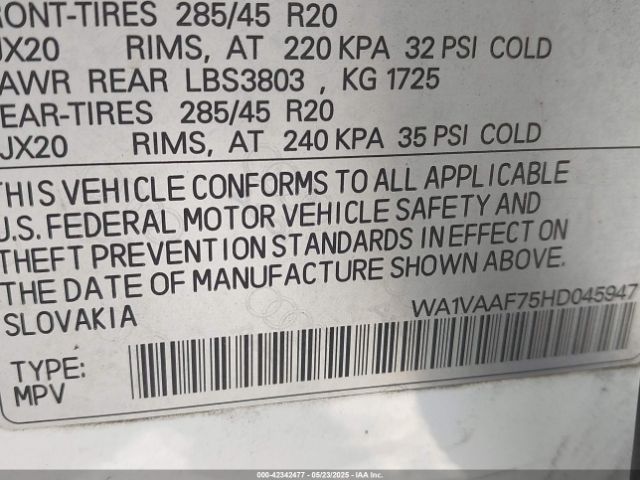 RONT-TIRES 285/45 R20
JX20 RIMS, AT 220 KPA 32 PSI COLD
AWR REAR LBS3803 , KG 1725
EAR-TIRES 285/45 R20
JX20 RIMS, AT 240 KPA 35 PSI COLD
THIS VEHICLE CONFORMS TO ALL APPLICABLE
U.S. FEDERAL MOTOR VEHICLE SAFETY AND
THEFT PREVENTION STANDARDS IN EFFECT ON
THE DATE OF MANUFACTURE SHOWN ABOVE.
SLOVAKIA
WA1VAAF75HD045947
TYPE:
MPV
000-42342477 - 05/23/2025 - IAAI.COM